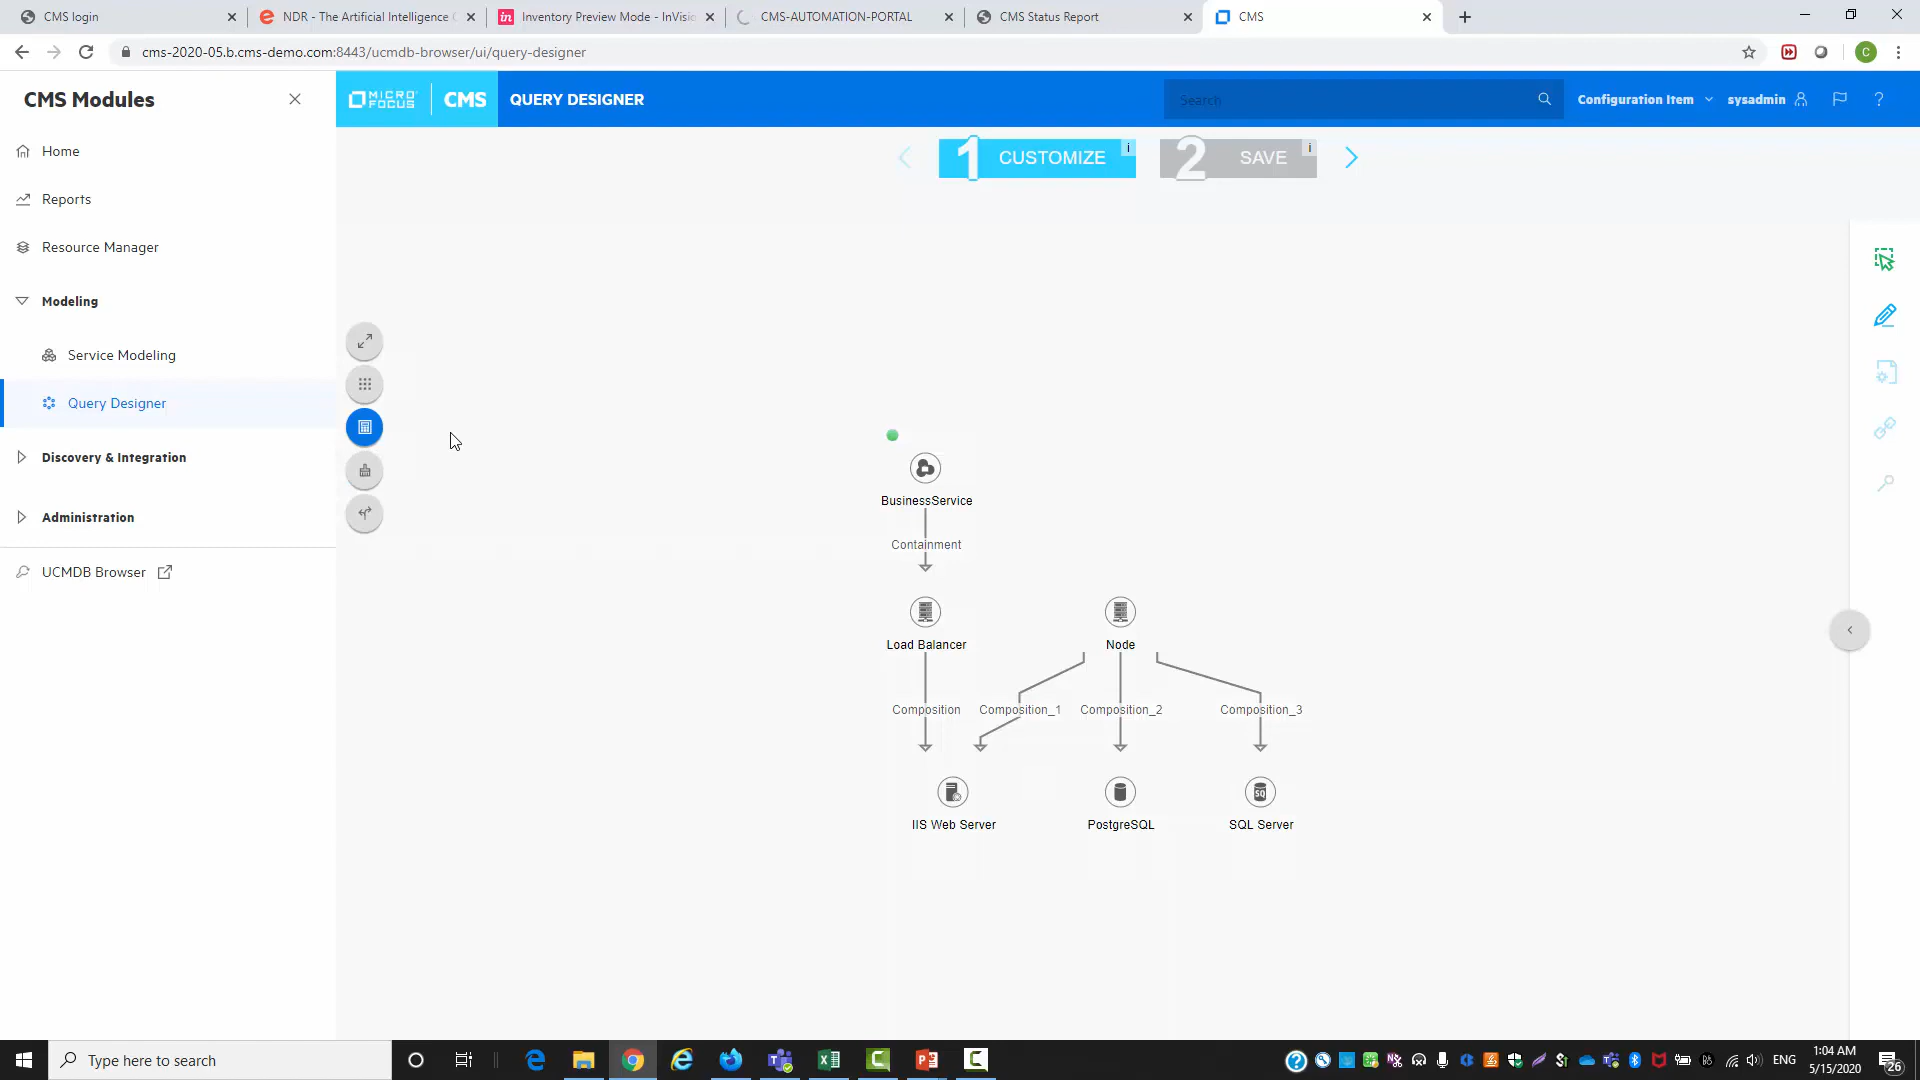 CMS login
NDR - The Artificial Intelligence
Inventory Preview Mode - InVisio
CMS-AUTOMATION-PORTAL
CMS Status Report
CMS
cms-2020-05.b.cms-demo.com:8443/ucmdb-browser/ui/query-designer
C
CMS Modules
MICRO FOCUS
CMS
QUERY DESIGNER
Search
Configuration Item
sysadmin
?
1 CUSTOMIZE i
2 SAVE i
Home
Reports
Resource Manager
Modeling
Service Modeling
Query Designer
Discovery & Integration
Administration
UCMDB Browser
BusinessService
Containment
Load Balancer
Node
Composition
Composition_1
Composition_2
Composition_3
IIS Web Server
PostgreSQL
SQL Server
Type here to search
ENG
1:04 AM
5/15/2020
26